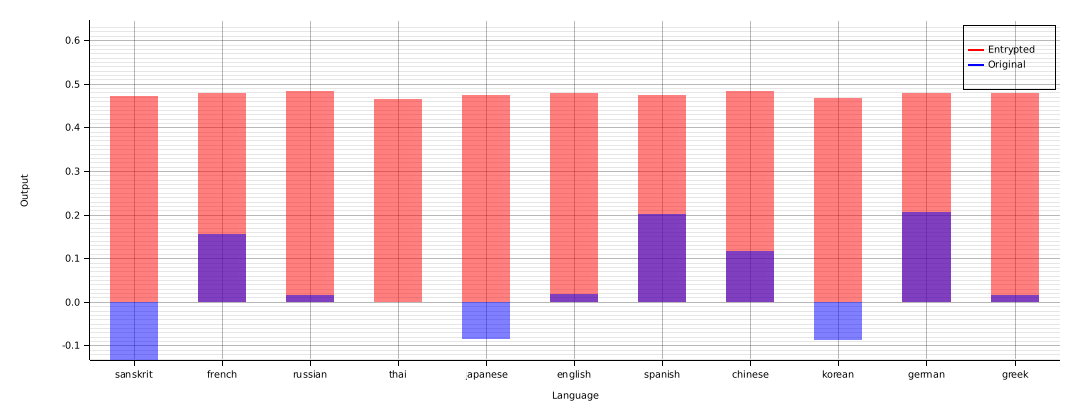 0.6
0.5
0.4
0.3
0.2
0.1
0.0
-0.1
Output
Entrypted
Original
sanskrit french russian thai japanese english spanish chinese korean german greek
Language